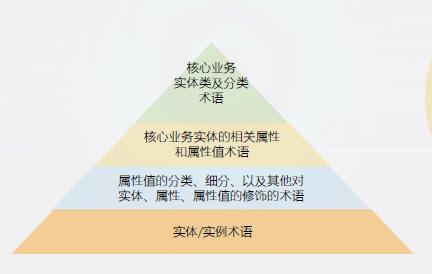 核心业务
实体类及分类
术语
核心业务实体的相关属性
和属性值术语
属性值的分类、细分、以及其他对
实体、属性、属性值的修饰的术语
实体/实例术语